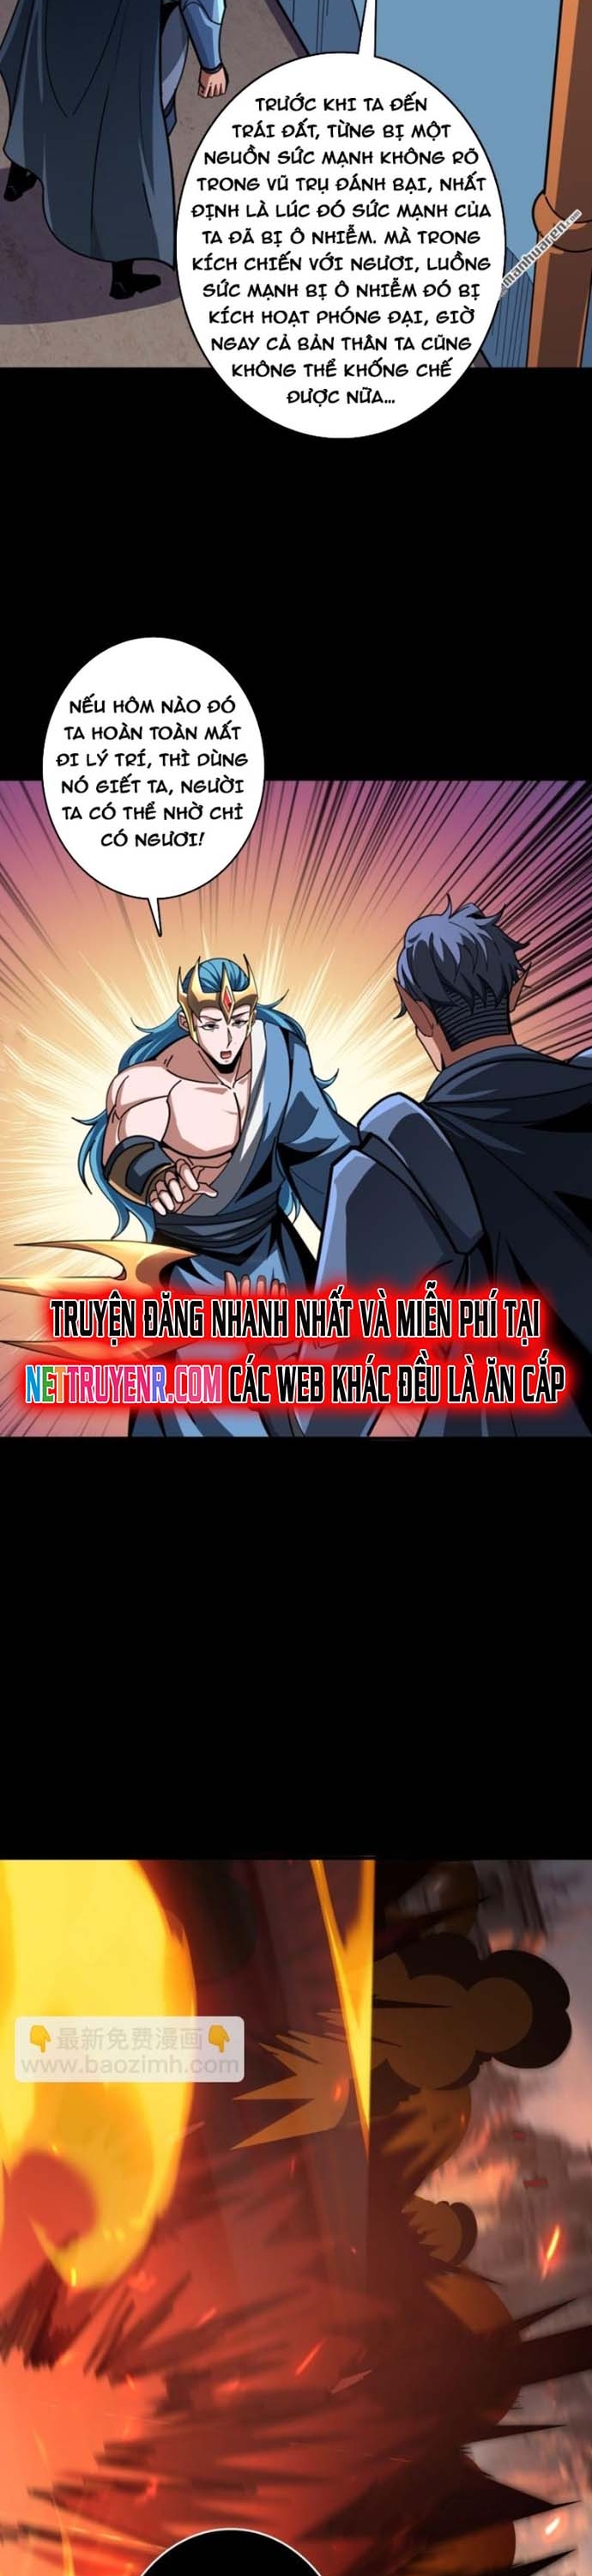 TRƯỚC KHI TA ĐẾN
TRÁI ĐẤT, TỪNG BỊ MỘT
NGUỒN SỨC MẠNH KHÔNG RÕ
TRONG VŨ TRỤ ĐÁNH BẠI, NHẤT
ĐỊNH LÀ LÚC ĐÓ SỨC MẠNH CỦA
TA ĐÃ BỊ Ô NHIỄM. MÀ TRONG
KÍCH CHIẾN VỚI NGƯƠI, LUỒNG
SỨC MẠNH BỊ Ô NHIỄM ĐÓ BỊ
KÍCH HOẠT PHÓNG ĐẠI, GIỜ
NGAY CẢ BẢN THÂN TA CŨNG
KHÔNG THỂ KHỐNG CHẾ
ĐƯỢC NỮA...
manhuaren.com
NẾU HÔM NÀO ĐÓ
TA HOÀN TOÀN MẤT
ĐI LÝ TRÍ, THÌ DÙNG
NÓ GIẾT TA, NGƯỜI
TA CÓ THỂ NHỜ CHỈ
CÓ NGƯƠI!
TRUYỆN ĐĂNG NHANH NHẤT VÀ MIỄN PHÍ TẠI
NETTRUYENR.COM CÁC WEB KHÁC ĐỀU LÀ ĂN CẮP
👇最新免费漫画👇
www.baozimh.com